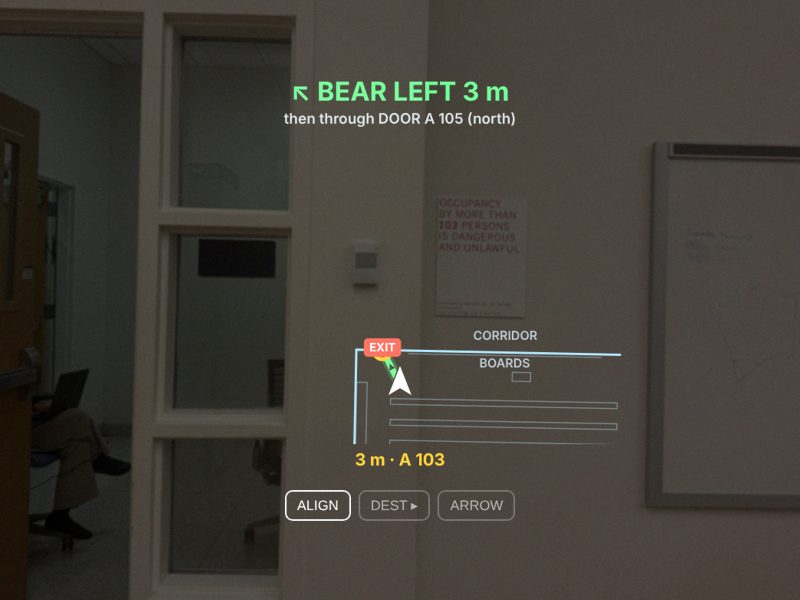 ↖ BEAR LEFT 3 m
then through DOOR A 105 (north)
OCCUPANCY
BY MORE THAN
103 PERSONS
IS DANGEROUS
AND UNLAWFUL
CORRIDOR
EXIT
BOARDS
3 m · A 103
ALIGN
DEST ▸
ARROW